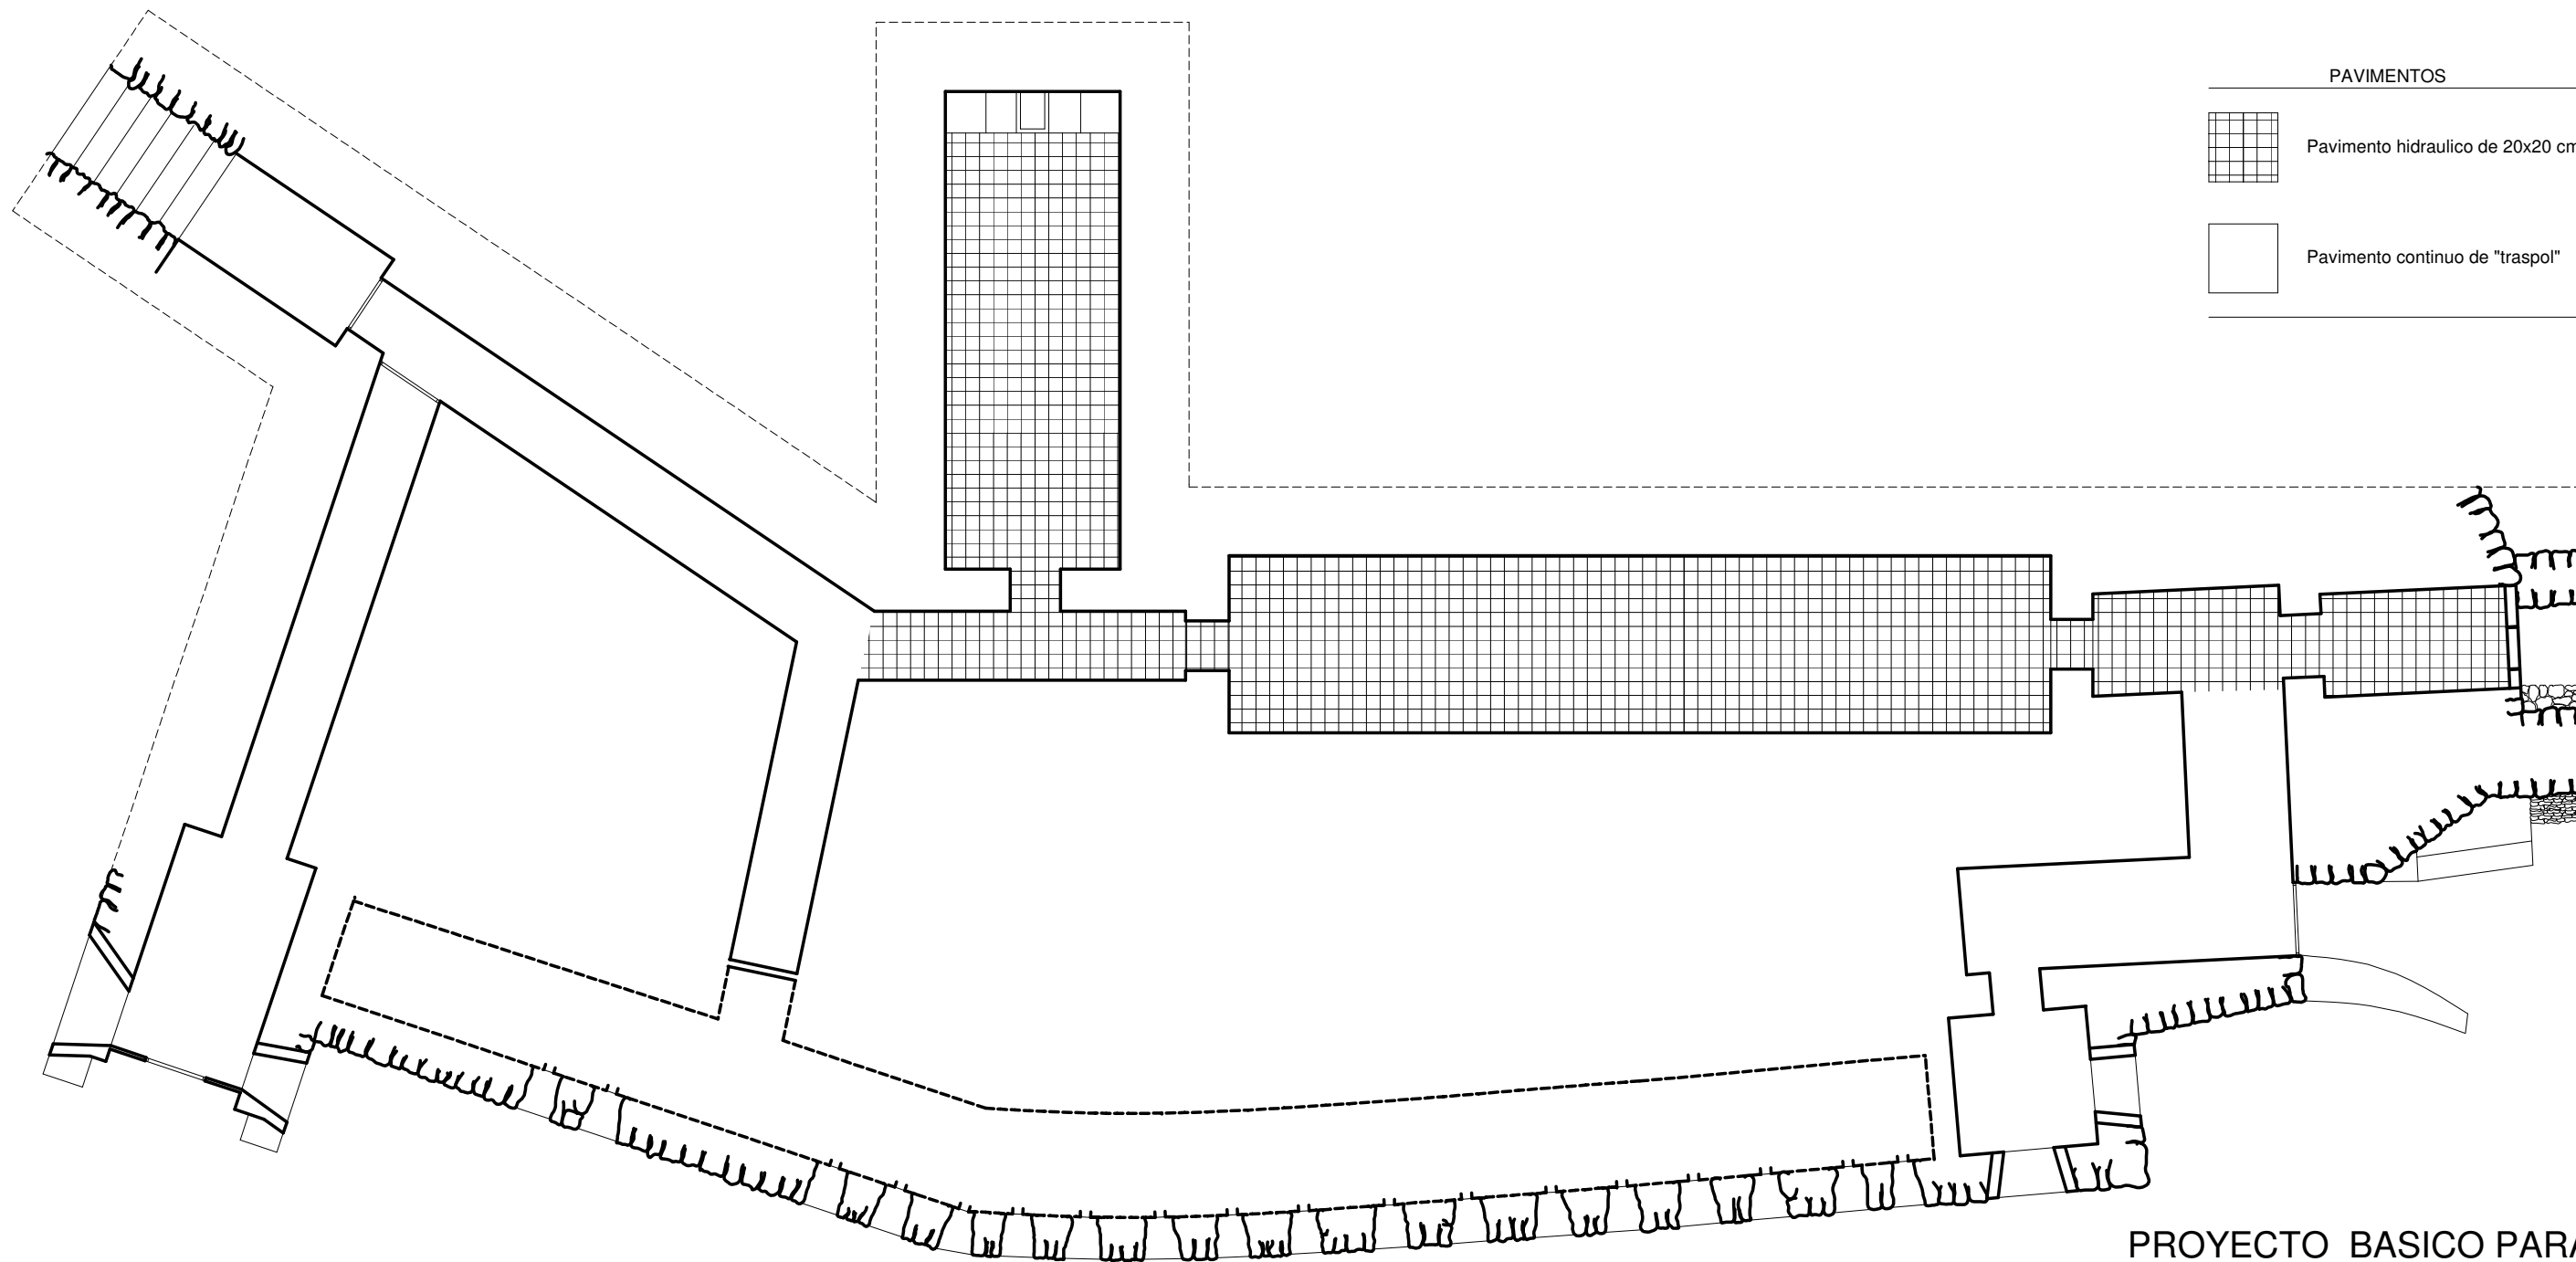 PAVIMENTOS
Pavimento hidraulico de 20x20 cm
Pavimento continuo de "traspol"
PROYECTO BASICO PARA